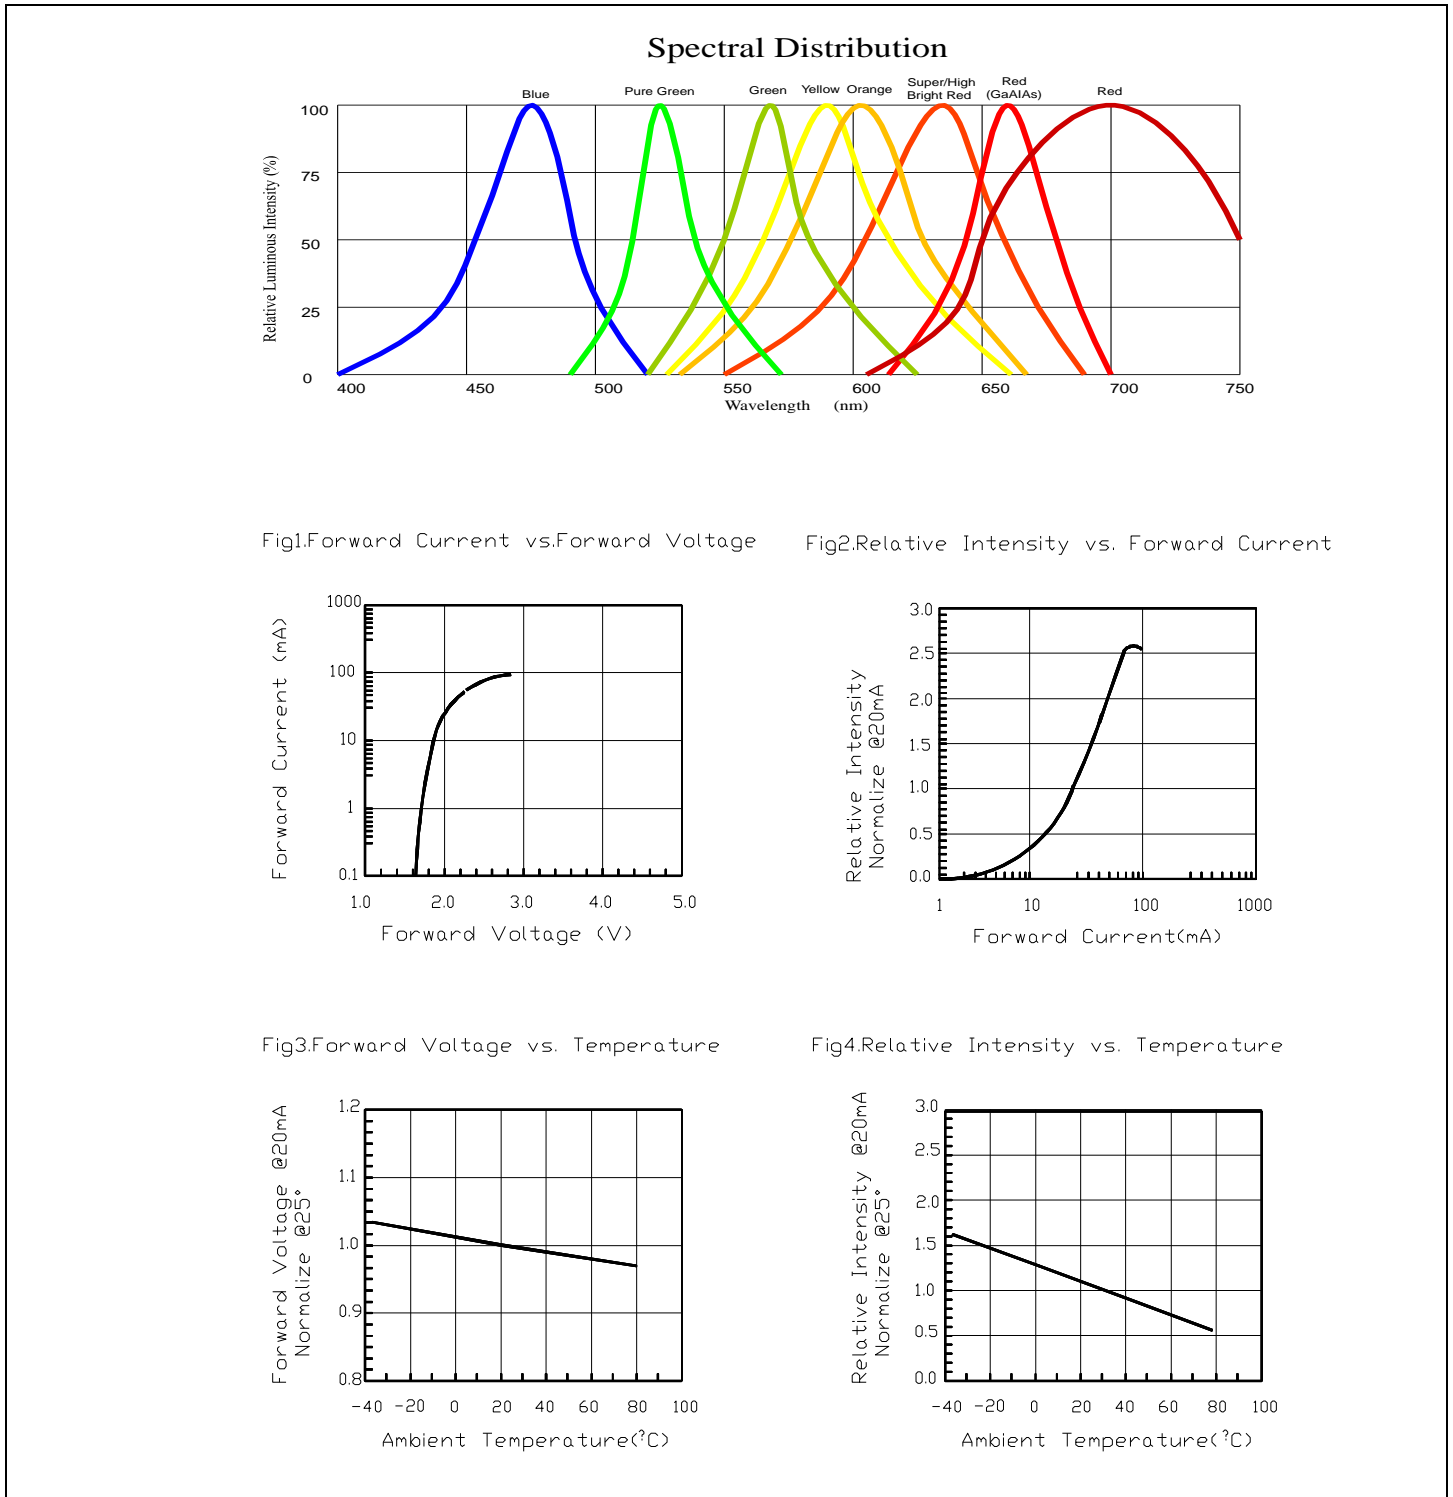 Spectral Distribution
Blue
Pure Green
Green
Yellow
Orange
Super/High
Bright Red
Red
(GaAlAs)
Red
Relative Luminous Intensity (%)
100
75
50
25
0
400
450
500
550
600
650
700
750
Wavelength (nm)
Fig1.Forward Current vs.Forward Voltage
Forward Current (mA)
1000
100
10
1
0.1
1.0
2.0
3.0
4.0
5.0
Forward Voltage (V)
Fig2.Relative Intensity vs. Forward Current
Relative Intensity
Normalize @20mA
3.0
2.5
2.0
1.5
1.0
0.5
0.0
1
10
100
1000
Forward Current(mA)
Fig3.Forward Voltage vs. Temperature
Forward Voltage @20mA
Normalize @25°
1.2
1.1
1.0
0.9
0.8
-40
-20
0
20
40
60
80
100
Ambient Temperature(?C)
Fig4.Relative Intensity vs. Temperature
Relative Intensity @20mA
Normalize @25°
3.0
2.5
2.0
1.5
1.0
0.5
0.0
-40
-20
0
20
40
60
80
100
Ambient Temperature(?C)